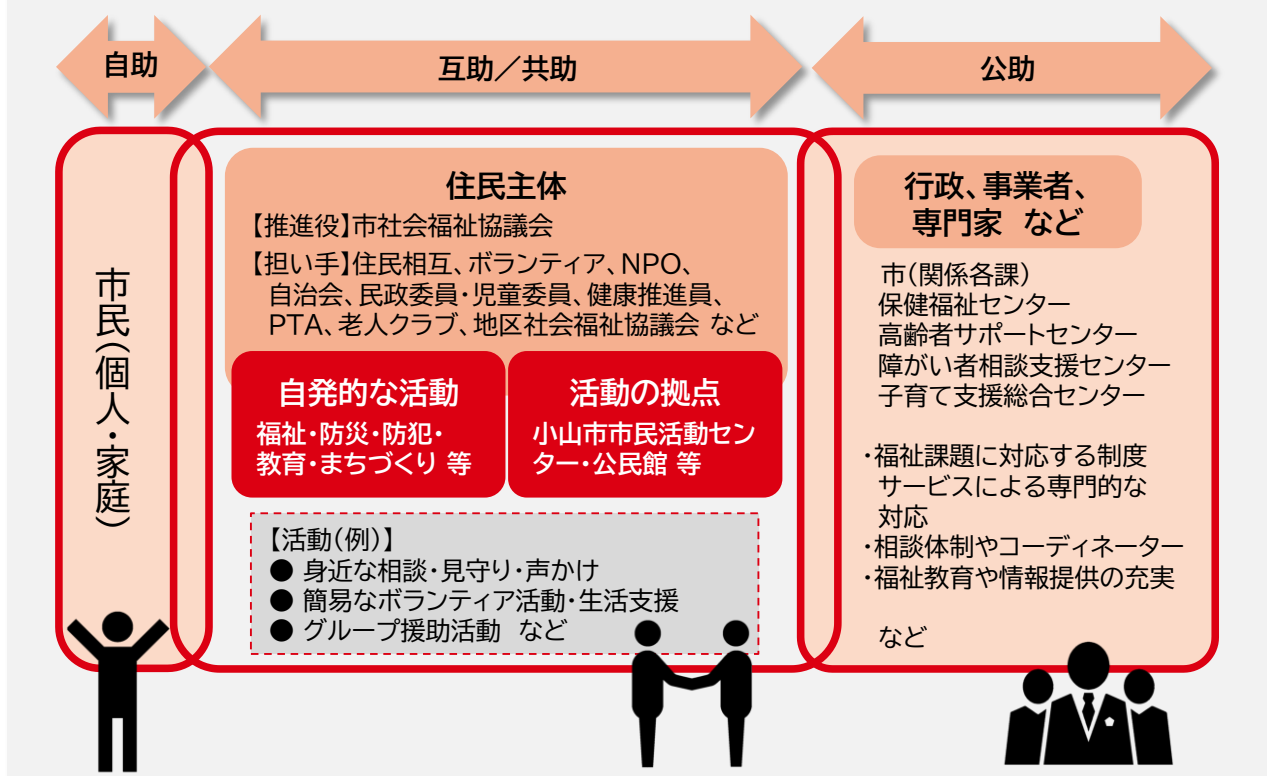 自助
互助／共助
公助
市民(個人・家庭)
住民主体
【推進役】市社会福祉協議会
【担い手】住民相互、ボランティア、NPO、
自治会、民政委員・児童委員、健康推進員、
PTA、老人クラブ、地区社会福祉協議会 など
自発的な活動
福祉・防災・防犯・
教育・まちづくり 等
活動の拠点
小山市市民活動セン
ター・公民館 等
【活動(例)】
● 身近な相談・見守り・声かけ
● 簡易なボランティア活動・生活支援
● グループ援助活動 など
行政、事業者、
専門家 など
市(関係各課)
保健福祉センター
高齢者サポートセンター
障がい者相談支援センター
子育て支援総合センター
・福祉課題に対応する制度
サービスによる専門的な
対応
・相談体制やコーディネーター
・福祉教育や情報提供の充実
など